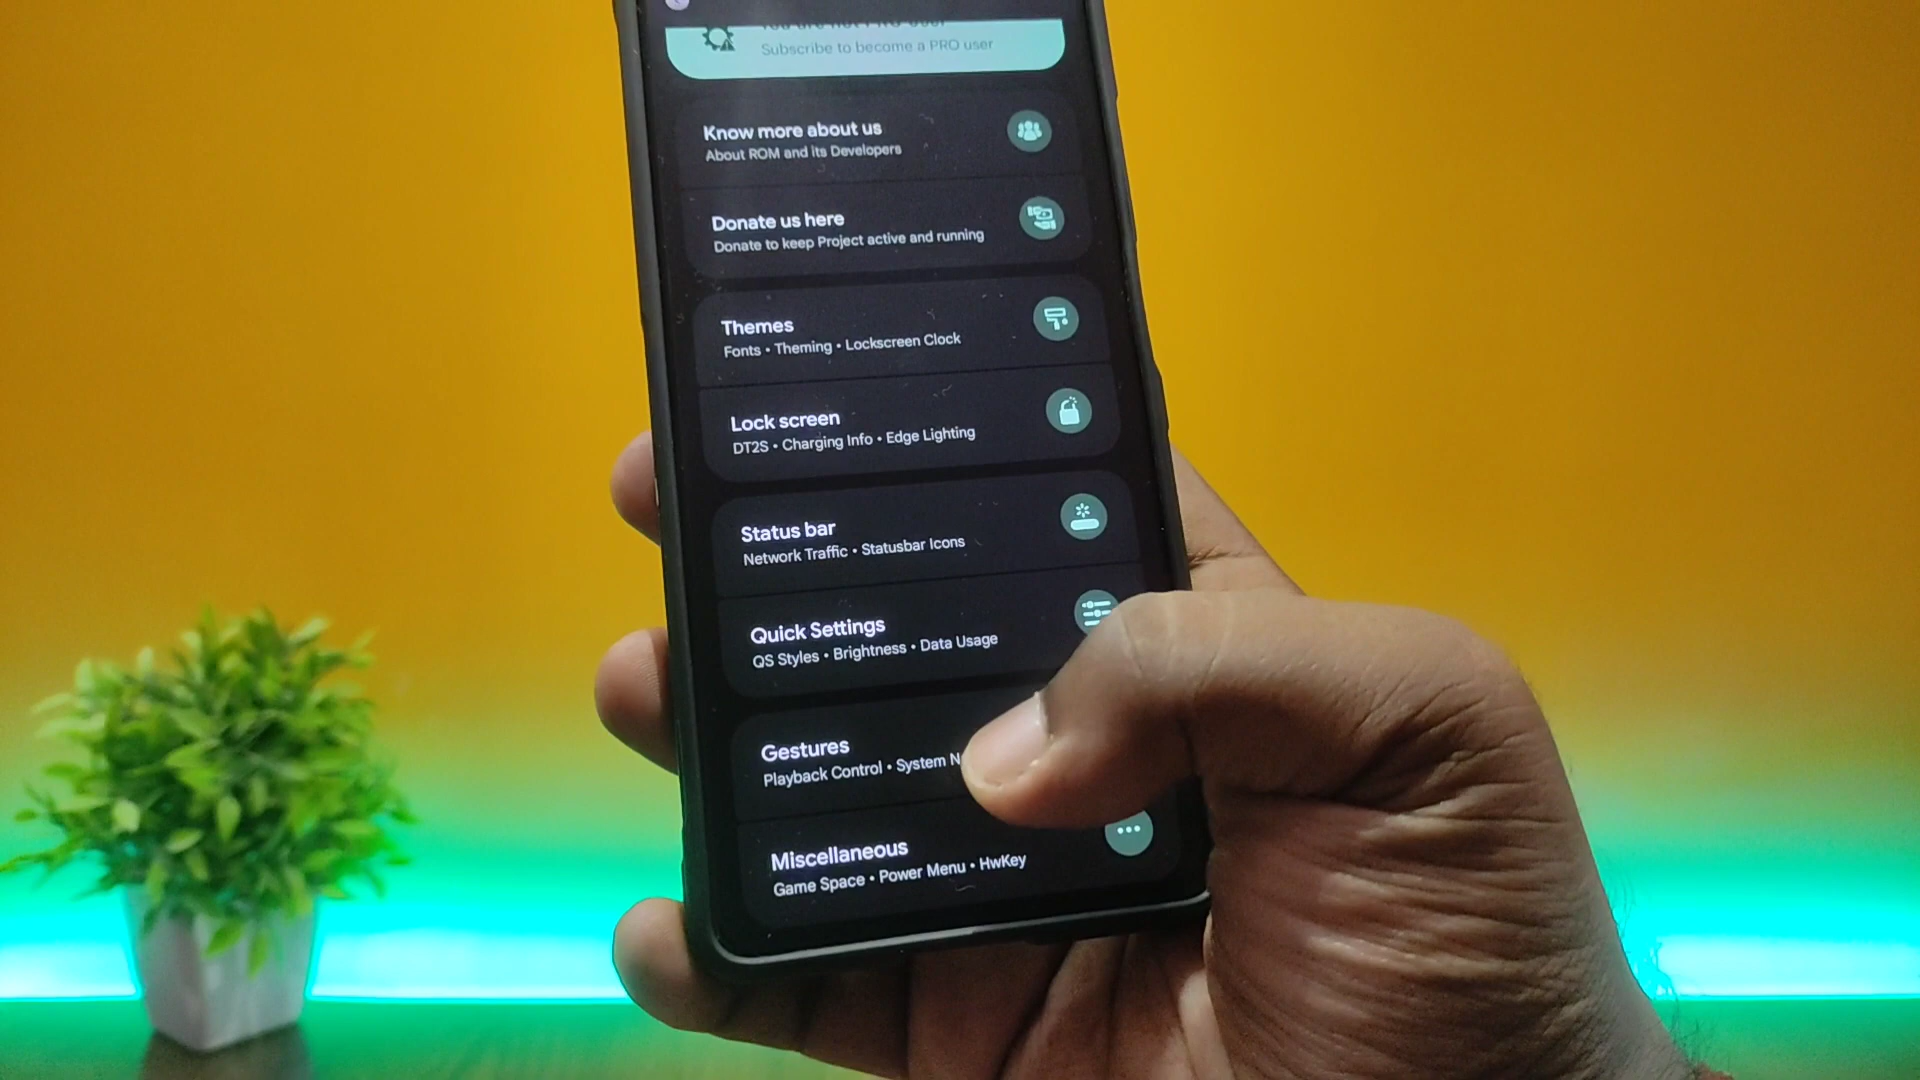 Subscribe to become a PRO user
Know more about us
About ROM and its Developers
Donate us here
Donate to keep Project active and running
Themes
Fonts • Theming • Lockscreen Clock
Lock screen
DT2S • Charging Info • Edge Lighting
Status bar
Network Traffic • Statusbar Icons
Quick Settings
QS Styles • Brightness • Data Usage
Gestures
Playback Control • System
Miscellaneous
Game Space • Power Menu • HwKey